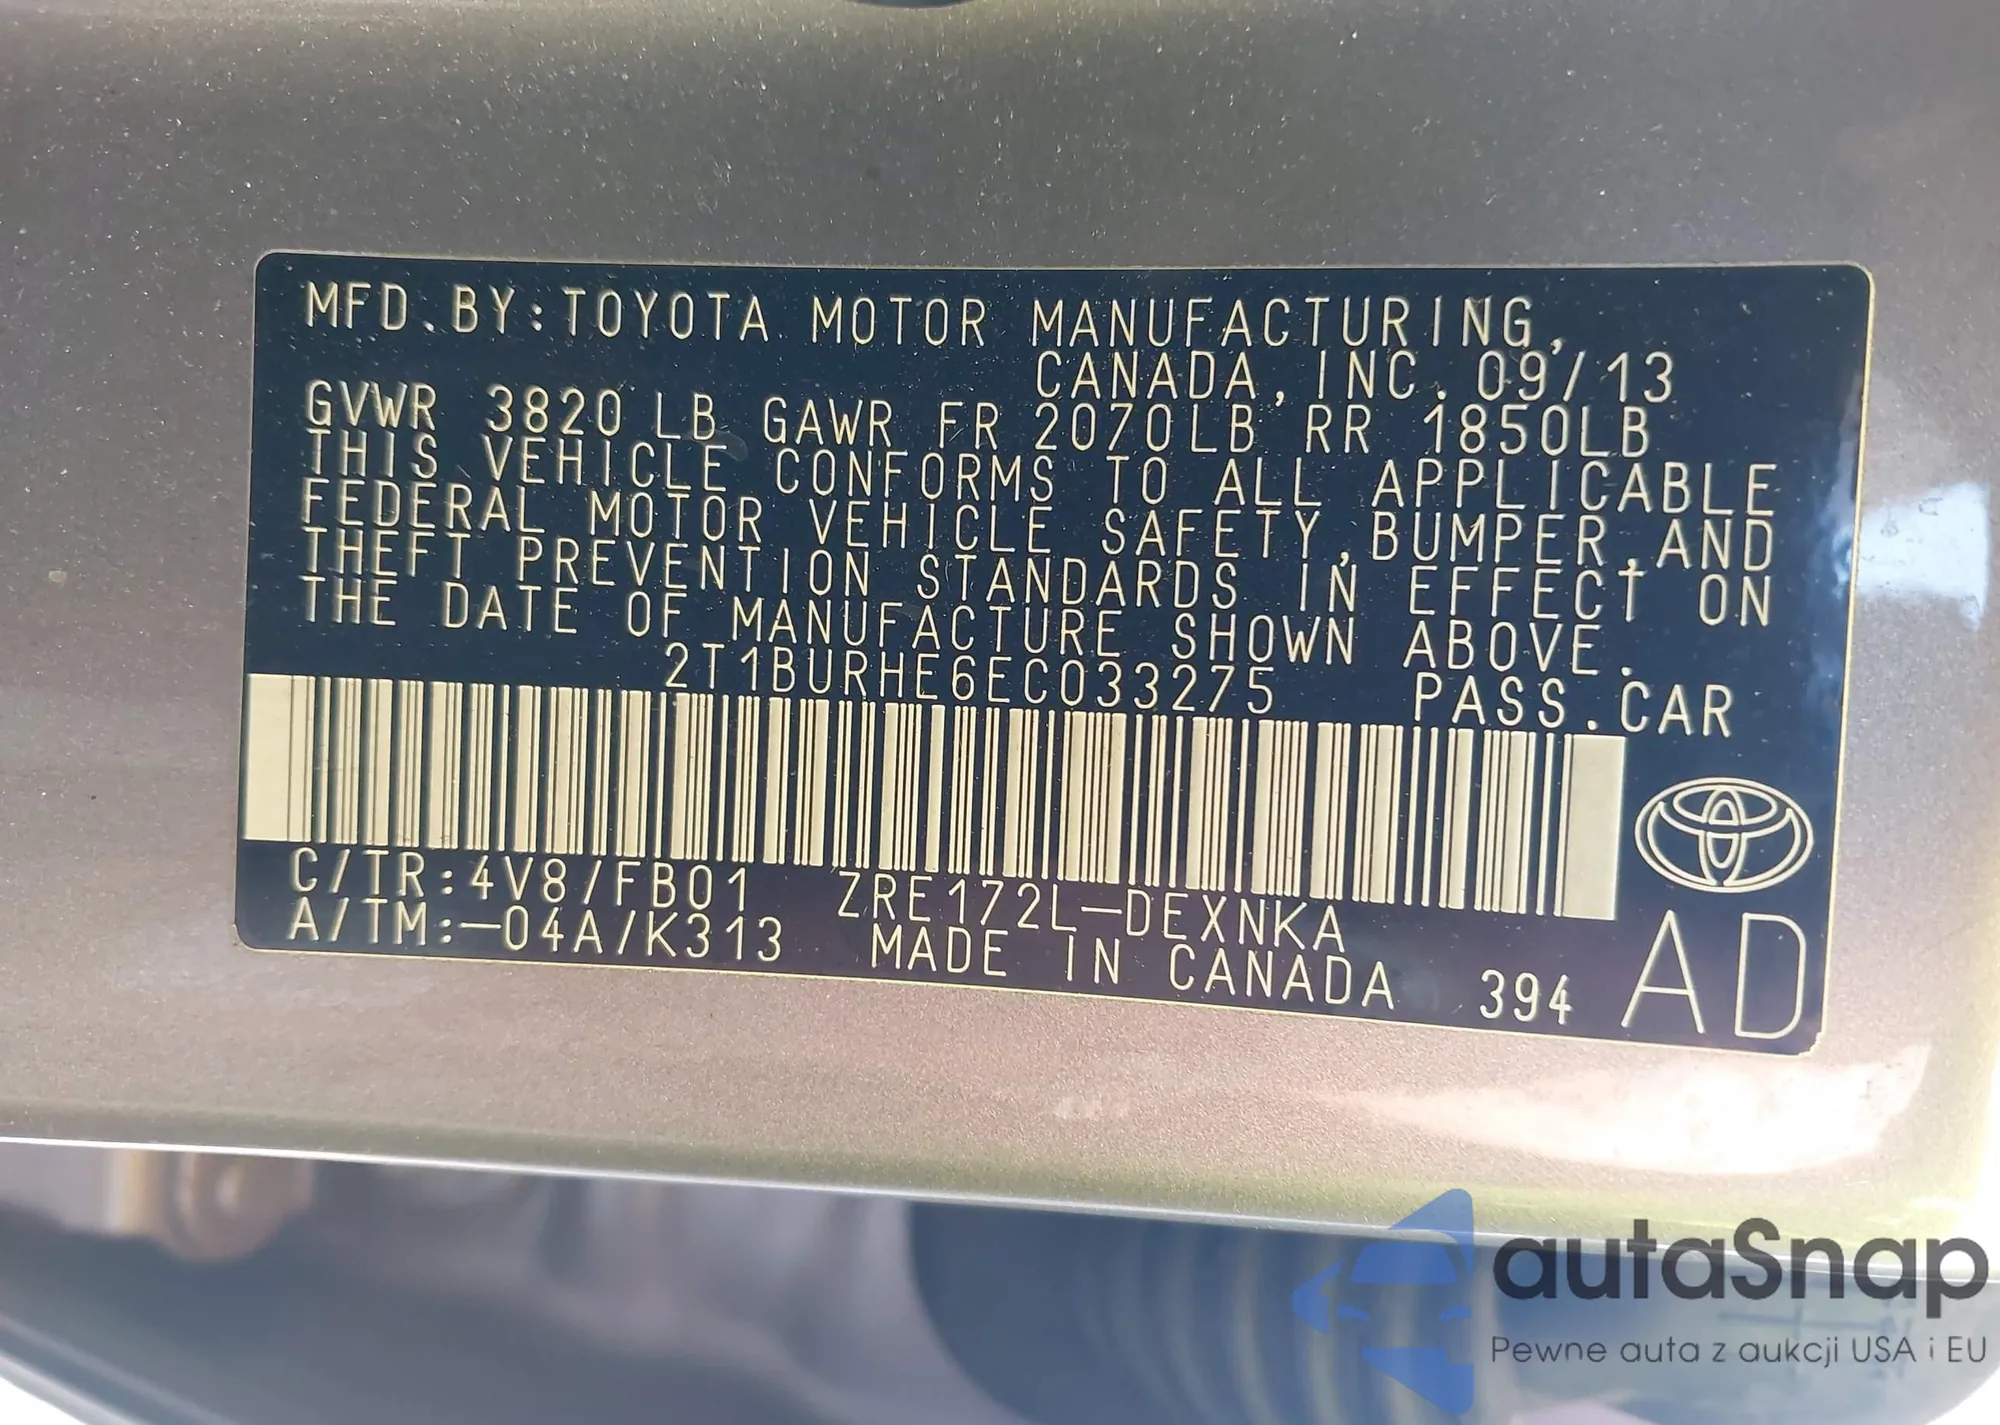 MFD.BY:TOYOTA MOTOR MANUFACTURING,
CANADA,INC. 09/13
GVWR 3820 LB GAWR FR 2070LB RR 1850LB
THIS VEHICLE CONFORMS TO ALL APPLICABLE
FEDERAL MOTOR VEHICLE SAFETY,BUMPER,AND
THEFT PREVENTION STANDARDS IN EFFECT ON
THE DATE OF MANUFACTURE SHOWN ABOVE.
2T1BURHE6EC033275 PASS.CAR
C/TR:4V8/FB01 ZRE172L-DEXNKA
A/TM:-04A/K313 MADE IN CANADA 394 AD
autaSnap
Pewne auta z aukcji USA i EU